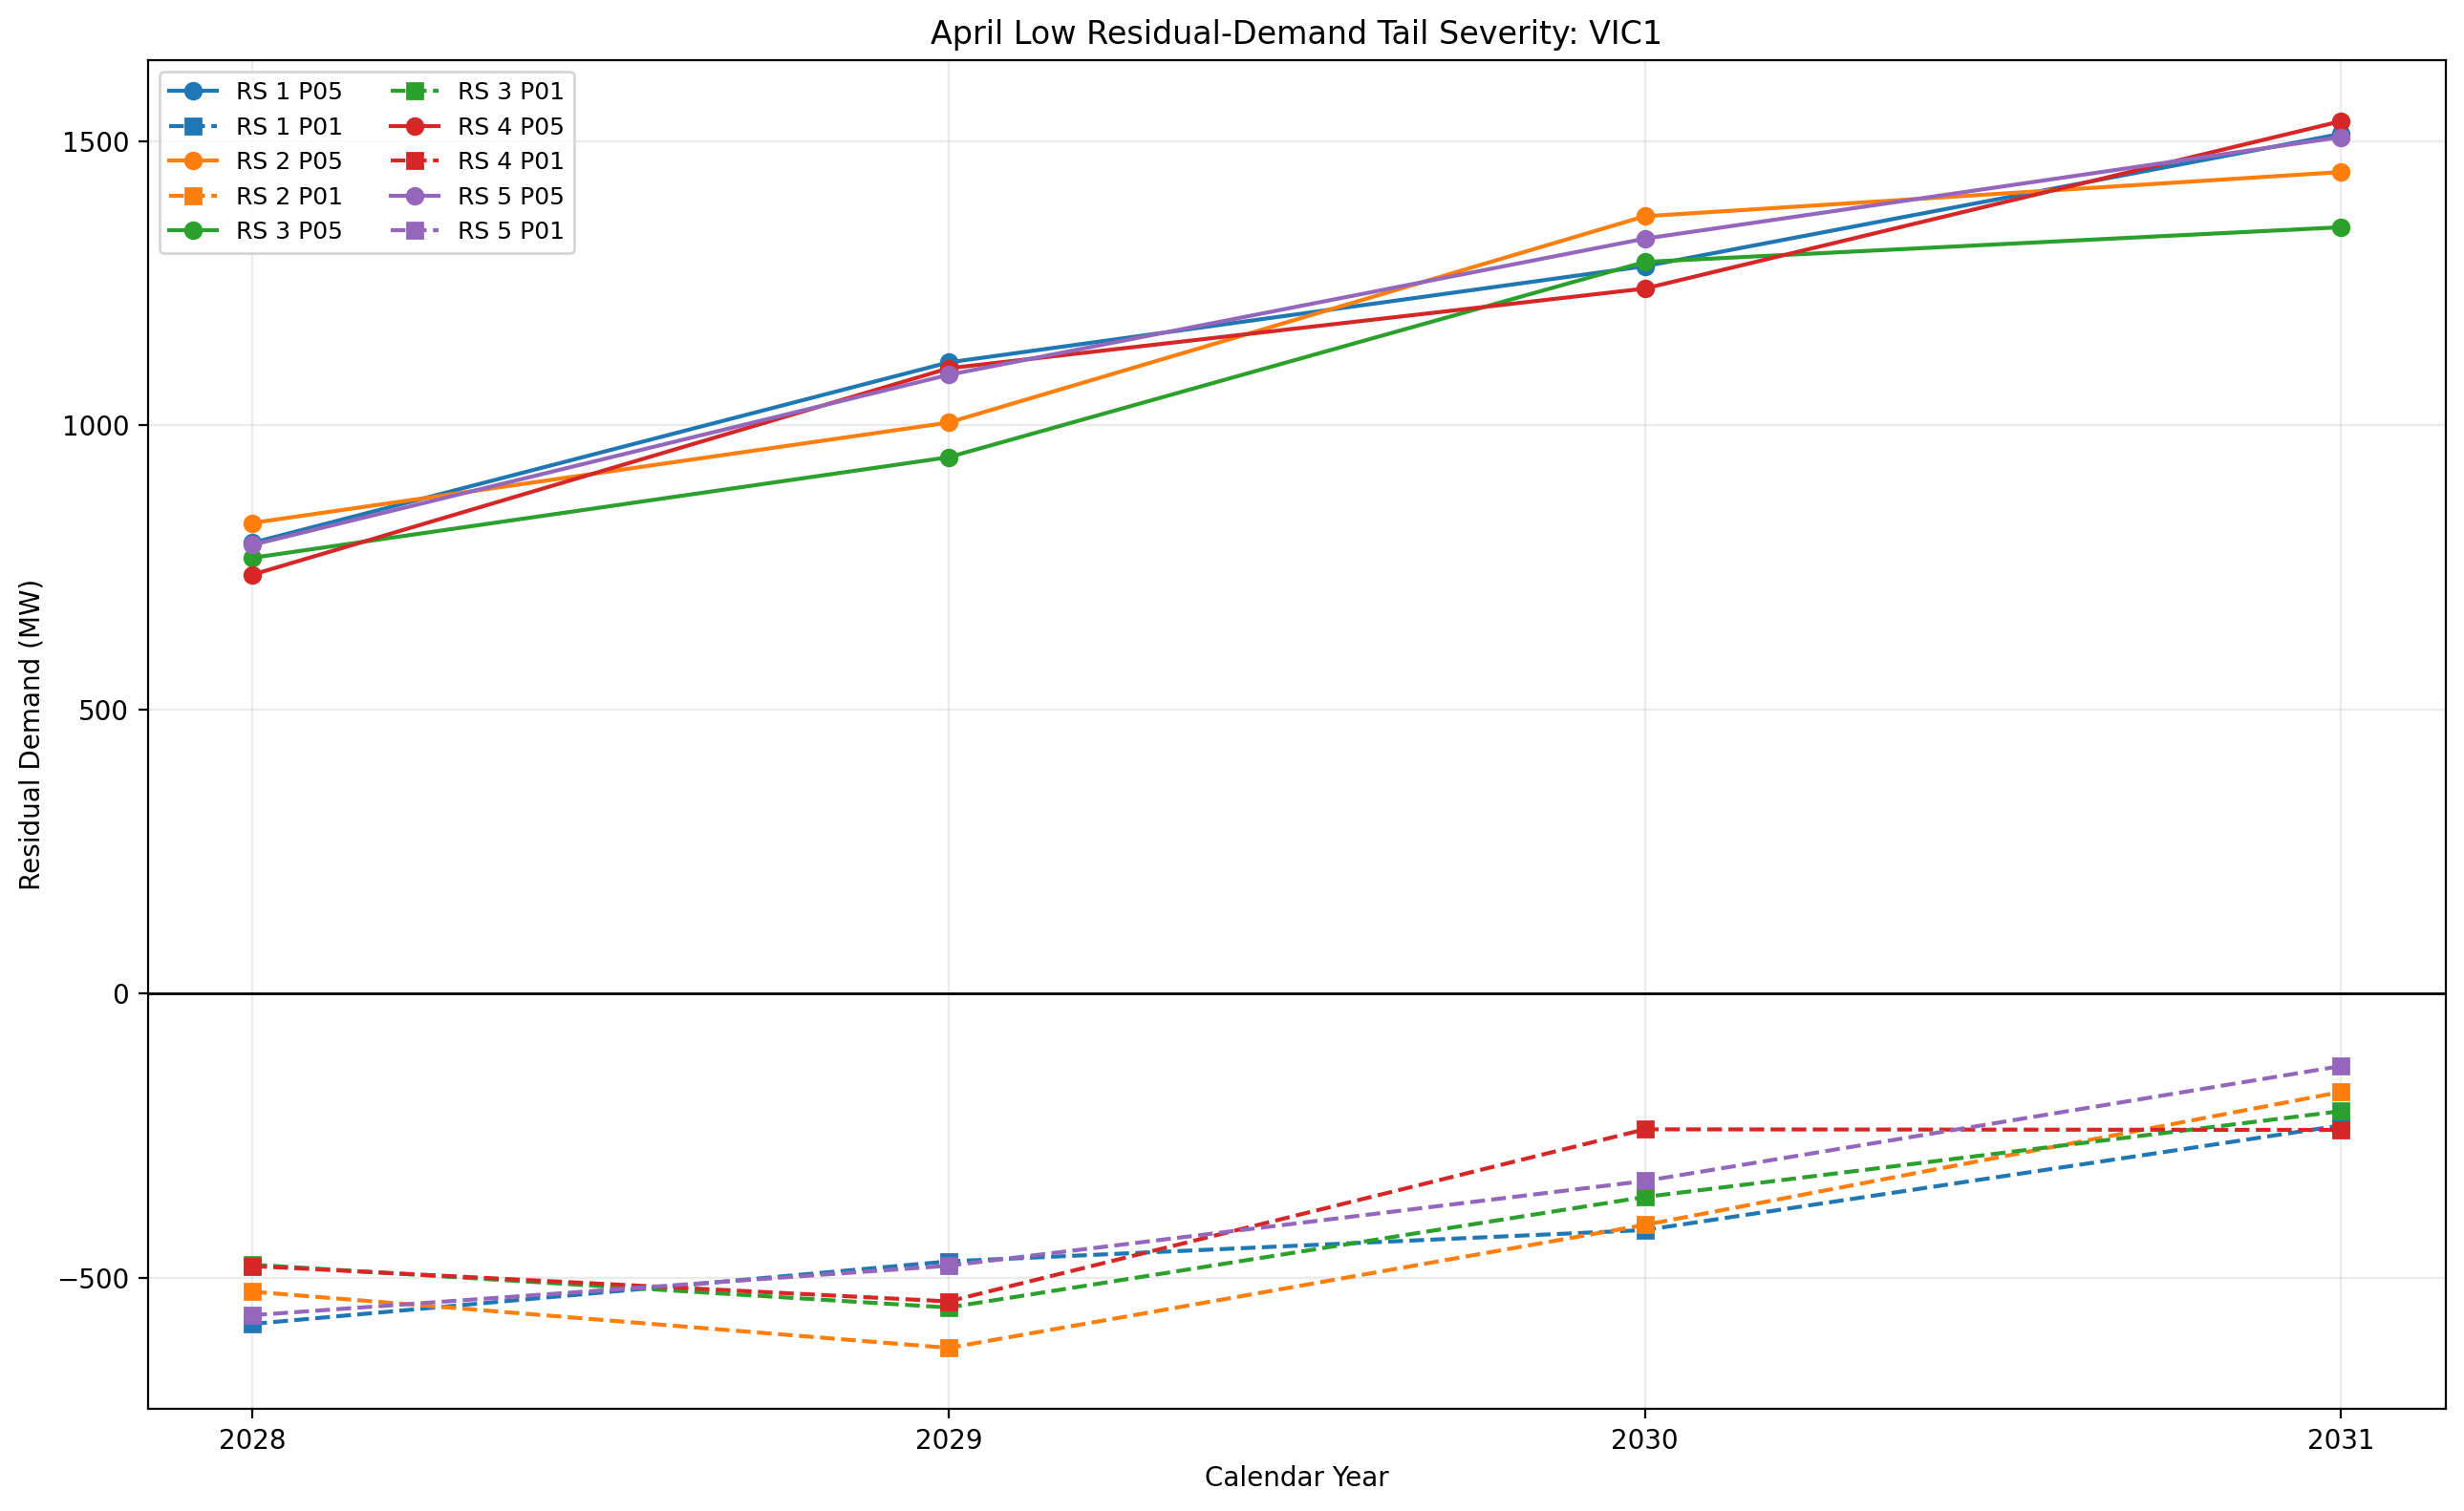 April Low Residual-Demand Tail Severity: VIC1
RS 1 P05
RS 1 P01
RS 2 P05
RS 2 P01
RS 3 P05
RS 3 P01
RS 4 P05
RS 4 P01
RS 5 P05
RS 5 P01
Residual Demand (MW)
1500
1000
500
0
−500
2028
2029
2030
2031
Calendar Year